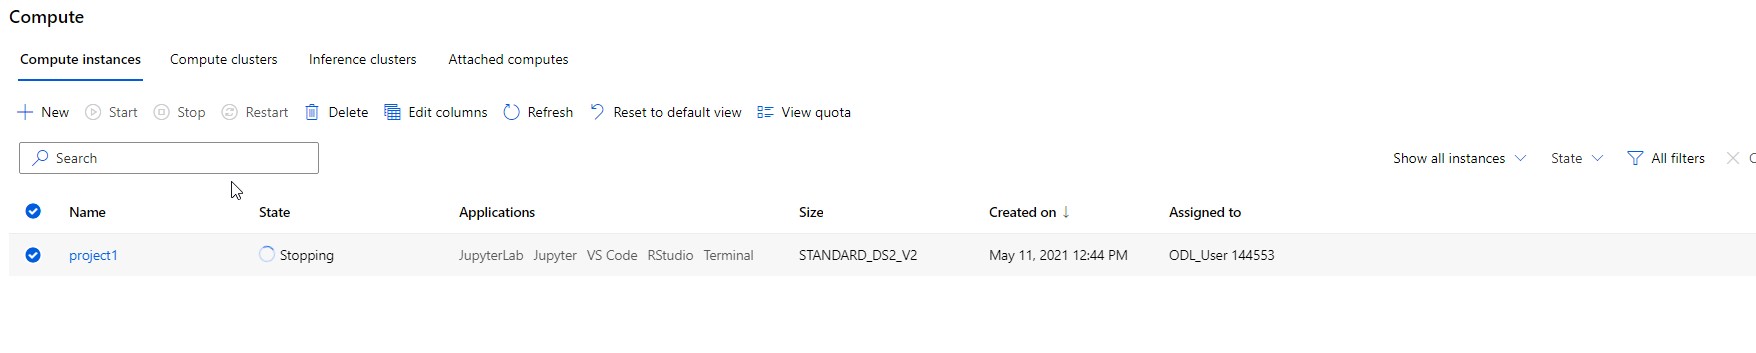 Compute
Compute instances Compute clusters Inference clusters Attached computes
New Start Stop Restart Delete Edit columns Refresh Reset to default view View quota
Search Show all instances State All filters
Name State Applications Size Created on ↓ Assigned to
project1 Stopping JupyterLab Jupyter VS Code RStudio Terminal STANDARD_DS2_V2 May 11, 2021 12:44 PM ODL_User 144553